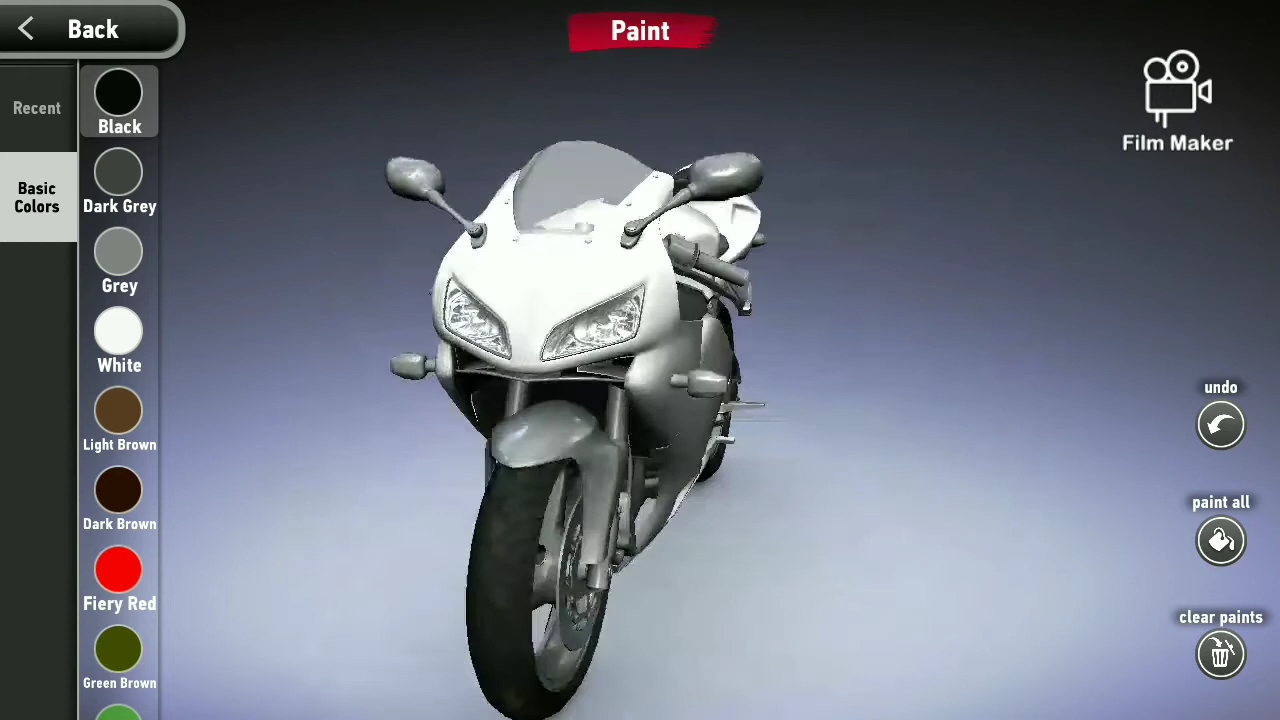 Back
Paint
Film Maker
Recent
Basic
Colors
Black
Dark Grey
Grey
White
Light Brown
Dark Brown
Fiery Red
Green Brown
undo
paint all
clear paints